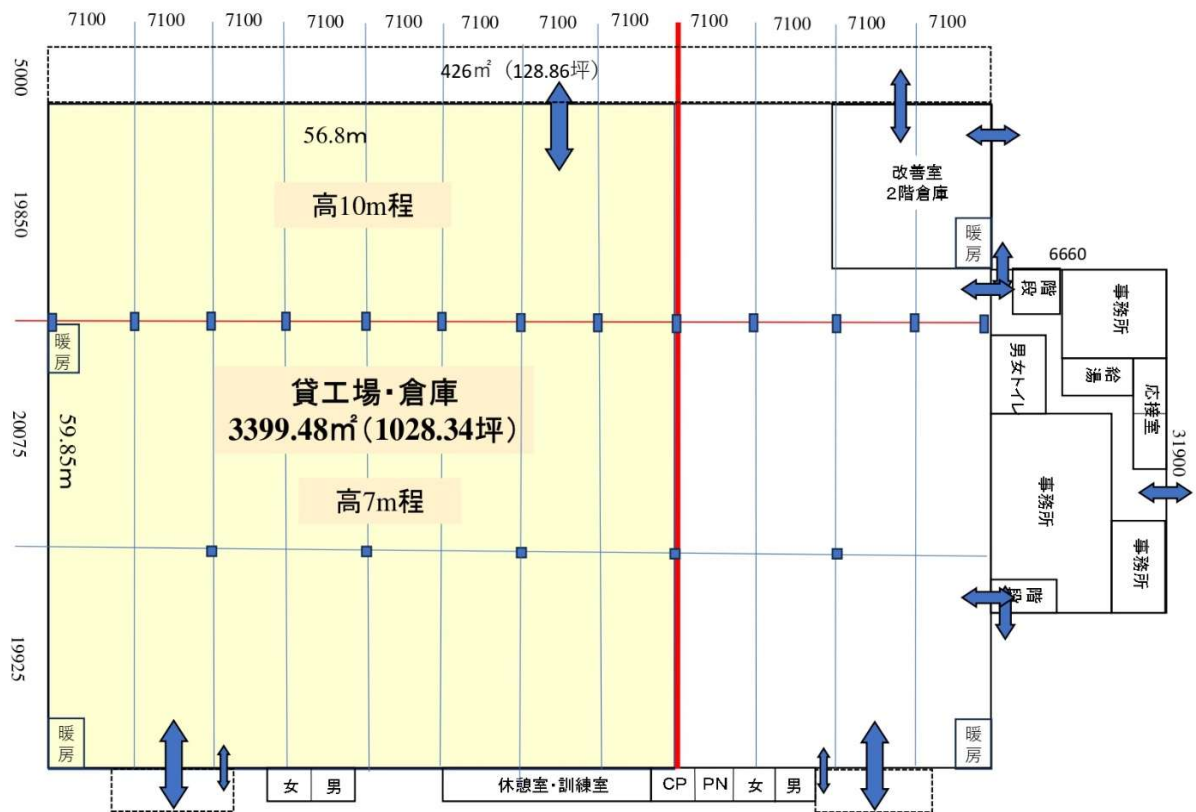 7100 7100 7100 7100 7100 7100 7100 7100 7100 7100 7100 7100
5000
426㎡（128.86坪）
56.8m
高10m程
19850
改善室
2階倉庫
暖房
6660
階段
事務所
暖房
男女トイレ
給湯
応接室
貸工場・倉庫
3399.48㎡（1028.34坪）
20075
59.85m
31900
高7m程
事務所
事務所
階段
19925
暖房
暖房
女 男 休憩室・訓練室 CP PN 女 男